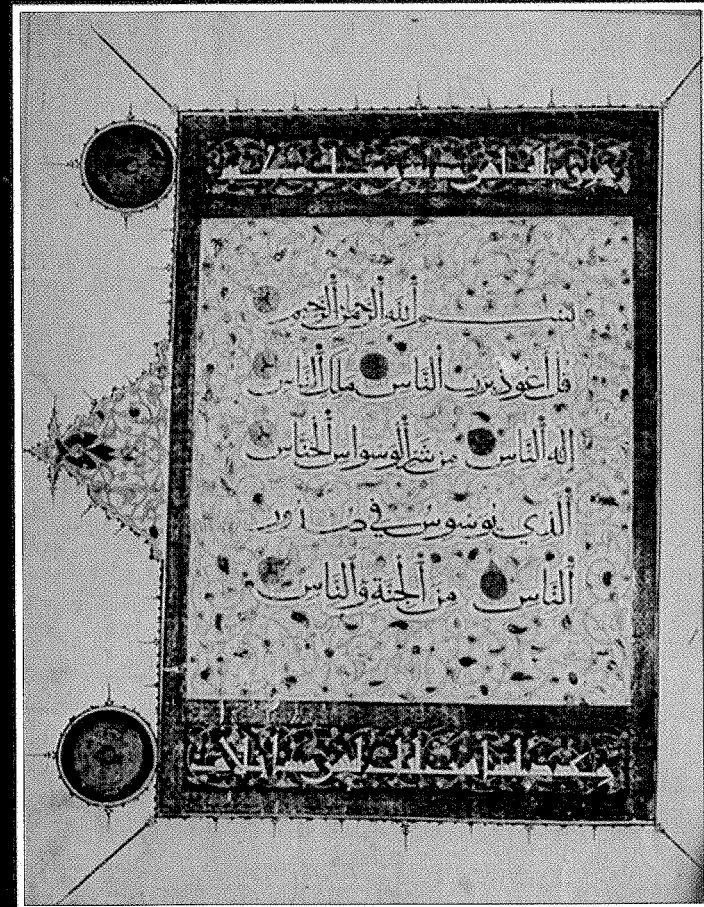 بسم الله الرحمن الرحيم
قل أعوذ برب الناس ملك الناس
إله الناس من شر الوسواس الخناس
الذي يوسوس في صدور
الناس من الجنة والناس